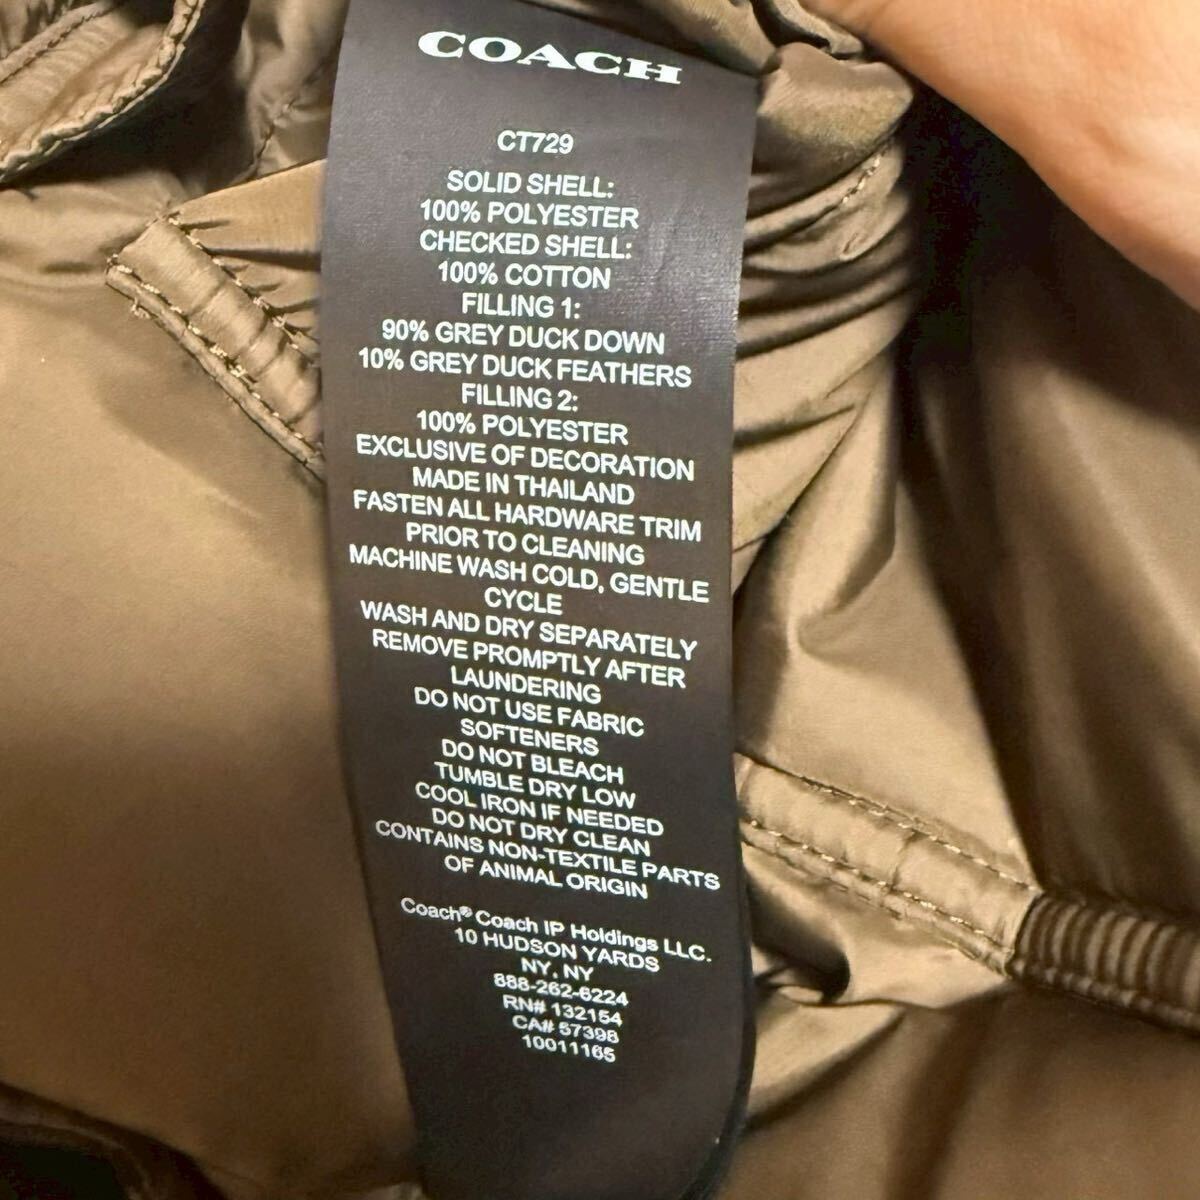 COACH
CT729
SOLID SHELL:
100% POLYESTER
CHECKED SHELL:
100% COTTON
FILLING 1:
90% GREY DUCK DOWN
10% GREY DUCK FEATHERS
FILLING 2:
100% POLYESTER
EXCLUSIVE OF DECORATION
MADE IN THAILAND
FASTEN ALL HARDWARE TRIM
PRIOR TO CLEANING
MACHINE WASH COLD, GENTLE
CYCLE
WASH AND DRY SEPARATELY
REMOVE PROMPTLY AFTER
LAUNDERING
DO NOT USE FABRIC
SOFTENERS
DO NOT BLEACH
TUMBLE DRY LOW
COOL IRON IF NEEDED
DO NOT DRY CLEAN
CONTAINS NON-TEXTILE PARTS
OF ANIMAL ORIGIN
Coach® Coach IP Holdings LLC.
10 HUDSON YARDS
NY, NY
888-262-6224
RN# 132154
CA# 57398
10011165